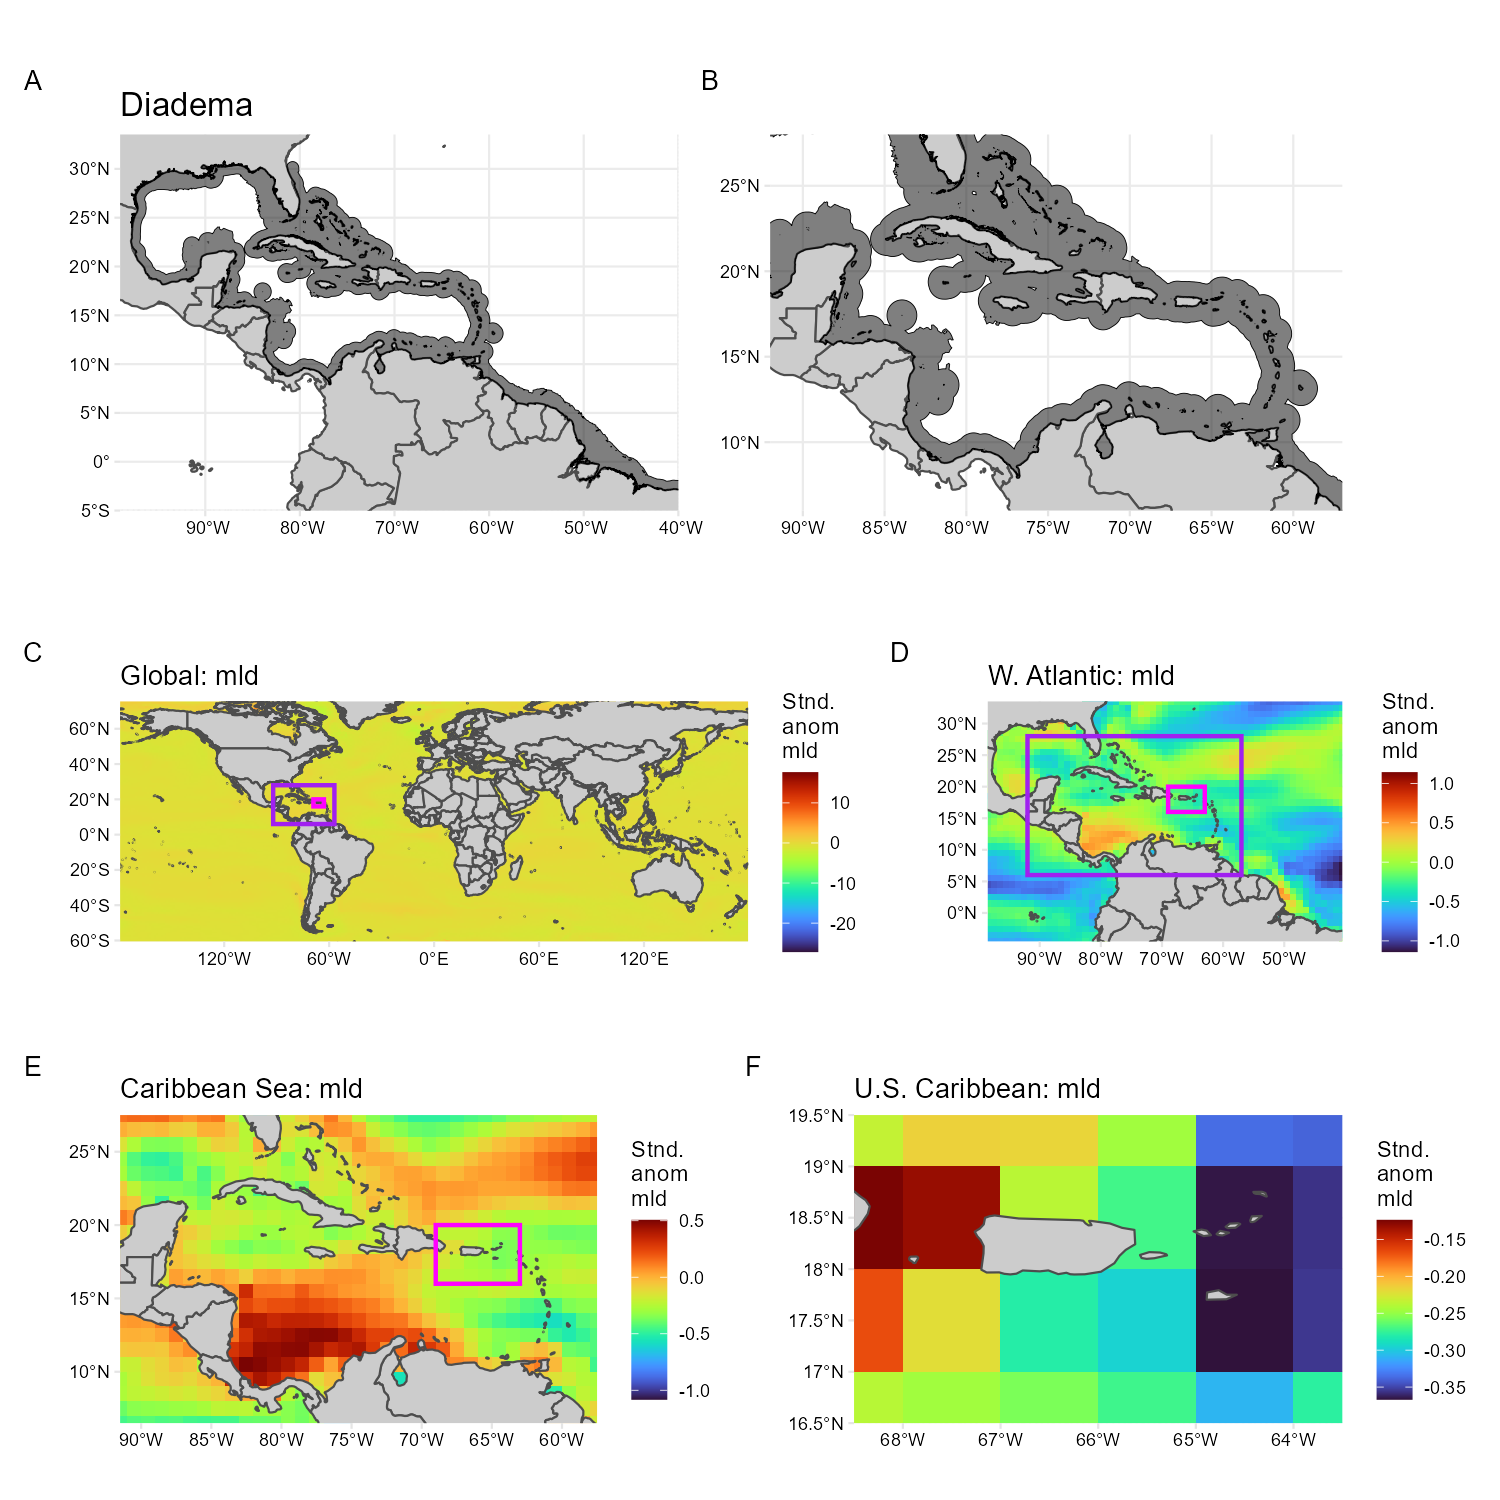 A
B
Diadema
30°N
25°N
20°N
15°N
10°N
5°N
0°
5°S
90°W 80°W 70°W 60°W 50°W 40°W
25°N
20°N
15°N
10°N
90°W 85°W 80°W 75°W 70°W 65°W 60°W
C
Global: mld
60°N
40°N
20°N
0°N
20°S
40°S
60°S
120°W 60°W 0°E 60°E 120°E
Stnd.
anom
mld
10
0
-10
-20
D
W. Atlantic: mld
30°N
25°N
20°N
15°N
10°N
5°N
0°N
90°W 80°W 70°W 60°W 50°W
Stnd.
anom
mld
1.0
0.5
0.0
-0.5
-1.0
E
Caribbean Sea: mld
25°N
20°N
15°N
10°N
90°W 85°W 80°W 75°W 70°W 65°W 60°W
Stnd.
anom
mld
0.5
0.0
-0.5
-1.0
F
U.S. Caribbean: mld
19.5°N
19°N
18.5°N
18°N
17.5°N
17°N
16.5°N
68°W 67°W 66°W 65°W 64°W
Stnd.
anom
mld
-0.15
-0.20
-0.25
-0.30
-0.35